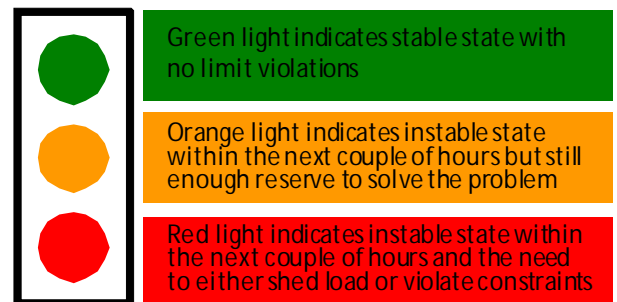 Green light indicates stable state with
no limit violations
Orange light indicates instable state
within the next couple of hours but still
enough reserve to solve the problem
Red light indicates instable state within
the next couple of hours and the need
to either shed load or violate constraints